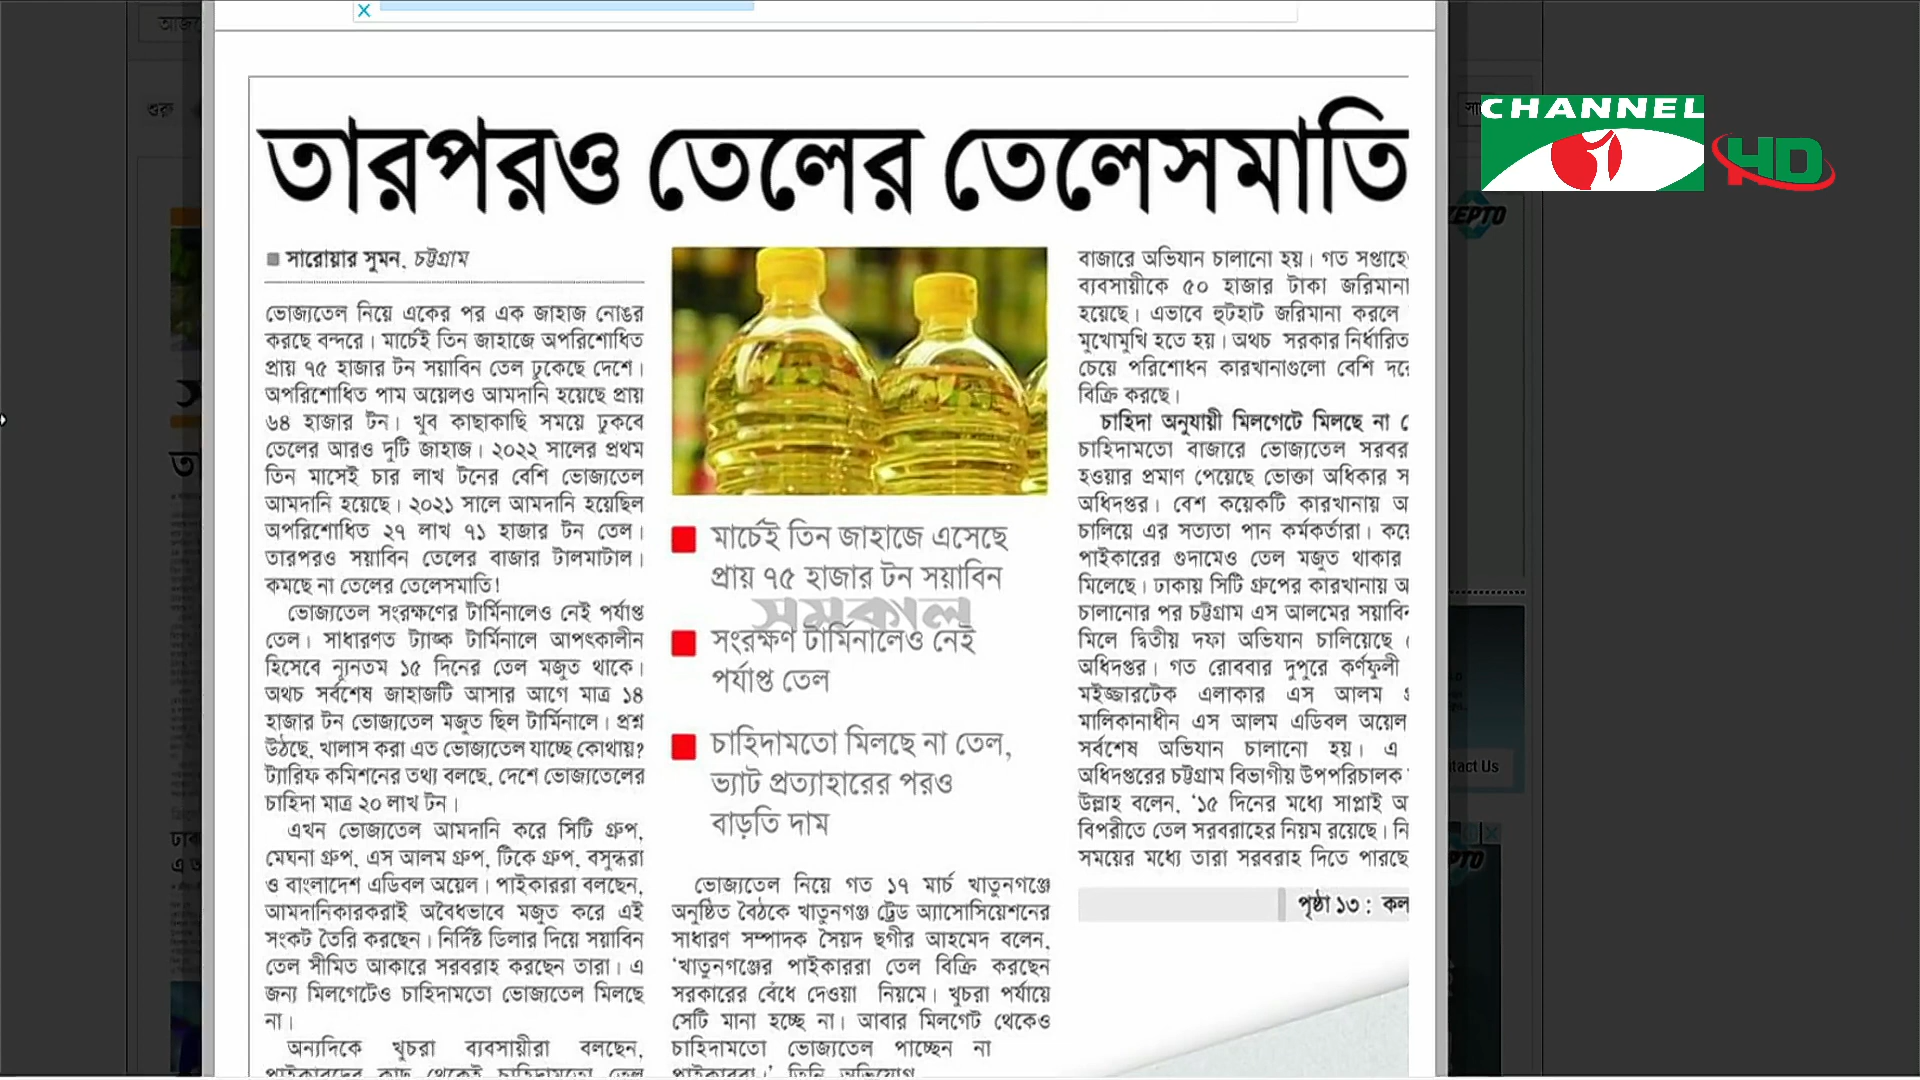 তারপরও তেলের তেলেসমাতি
সারোয়ার সুমন, চট্টগ্রাম
ভোজ্যতেল নিয়ে একের পর এক জাহাজ নোঙর
করছে বন্দরে। মার্চেই তিন জাহাজে অপরিশোধিত
প্রায় ৭৫ হাজার টন সয়াবিন তেল ঢুকেছে দেশে।
অপরিশোধিত পাম অয়েলও আমদানি হয়েছে প্রায়
৬৪ হাজার টন। খুব কাছাকাছি সময়ে ঢুকবে
তেলের আরও দুটি জাহাজ। ২০২২ সালের প্রথম
তিন মাসেই চার লাখ টনের বেশি ভোজ্যতেল
আমদানি হয়েছে। ২০২১ সালে আমদানি হয়েছিল
অপরিশোধিত ২৭ লাখ ৭১ হাজার টন তেল।
তারপরও সয়াবিন তেলের বাজার টালমাটাল।
কমছে না তেলের তেলেসমাতি!
ভোজ্যতেল সংরক্ষণের টার্মিনালেও নেই পর্যাপ্ত
তেল। সাধারণত ট্যাঙ্ক টার্মিনালে আপৎকালীন
হিসেবে ন্যূনতম ১৫ দিনের তেল মজুত থাকে।
অথচ সর্বশেষ জাহাজটি আসার আগে মাত্র ১৪
হাজার টন ভোজ্যতেল মজুত ছিল টার্মিনালে। প্রশ্ন
উঠছে, খালাস করা এত ভোজ্যতেল যাচ্ছে কোথায়?
ট্যারিফ কমিশনের তথ্য বলছে, দেশে ভোজ্যতেলের
চাহিদা মাত্র ২০ লাখ টন।
এখন ভোজ্যতেল আমদানি করে সিটি গ্রুপ,
মেঘনা গ্রুপ, এস আলম গ্রুপ, টিকে গ্রুপ, বসুন্ধরা
ও বাংলাদেশ এডিবল অয়েল। পাইকাররা বলছেন,
আমদানিকারকরাই অবৈধভাবে মজুত করে এই
সংকট তৈরি করছেন। নির্দিষ্ট ডিলার দিয়ে সয়াবিন
তেল সীমিত আকারে সরবরাহ করছেন তারা। এ
জন্য মিলগেটেও চাহিদামতো ভোজ্যতেল মিলছে
না।
অন্যদিকে খুচরা ব্যবসায়ীরা বলছেন,
পাইকারদের কাছ থেকেই চাহিদামতো তেল
মার্চেই তিন জাহাজে এসেছে
প্রায় ৭৫ হাজার টন সয়াবিন
সমকাল
সংরক্ষণ টার্মিনালেও নেই
পর্যাপ্ত তেল
চাহিদামতো মিলছে না তেল,
ভ্যাট প্রত্যাহারের পরও
বাড়তি দাম
ভোজ্যতেল নিয়ে গত ১৭ মার্চ খাতুনগঞ্জে
অনুষ্ঠিত বৈঠকে খাতুনগঞ্জ ট্রেড অ্যাসোসিয়েশনের
সাধারণ সম্পাদক সৈয়দ ছগীর আহমেদ বলেন,
‘খাতুনগঞ্জের পাইকাররা তেল বিক্রি করছেন
সরকারের বেঁধে দেওয়া নিয়মে। খুচরা পর্যায়ে
সেটি মানা হচ্ছে না। আবার মিলগেট থেকেও
চাহিদামতো ভোজ্যতেল পাচ্ছেন না
পাইকাররা।’ তিনি অভিযোগ
বাজারে অভিযান চালানো হয়। গত সপ্তাহে
ব্যবসায়ীকে ৫০ হাজার টাকা জরিমানা
হয়েছে। এভাবে হুটহাট জরিমানা করলে
মুখোমুখি হতে হয়। অথচ সরকার নির্ধারিত
চেয়ে পরিশোধন কারখানাগুলো বেশি দরে
বিক্রি করছে।
চাহিদা অনুযায়ী মিলগেটে মিলছে না
চাহিদামতো বাজারে ভোজ্যতেল সরবর
হওয়ার প্রমাণ পেয়েছে ভোক্তা অধিকার স
অধিদপ্তর। বেশ কয়েকটি কারখানায় অ
চালিয়ে এর সত্যতা পান কর্মকর্তারা। কয়ে
পাইকারের গুদামেও তেল মজুত থাকার
মিলেছে। ঢাকায় সিটি গ্রুপের কারখানায় অ
চালানোর পর চট্টগ্রাম এস আলমের সয়াবিন
মিলে দ্বিতীয় দফা অভিযান চালিয়েছে
অধিদপ্তর। গত রোববার দুপুরে কর্ণফুলী
মইজ্জারটেক এলাকার এস আলম
মালিকানাধীন এস আলম এডিবল অয়েল
সর্বশেষ অভিযান চালানো হয়। এ
অধিদপ্তরের চট্টগ্রাম বিভাগীয় উপপরিচালক
উল্লাহ বলেন, ‘১৫ দিনের মধ্যে সাপ্লাই অ
বিপরীতে তেল সরবরাহের নিয়ম রয়েছে। নি
সময়ের মধ্যে তারা সরবরাহ দিতে পারছে
পৃষ্ঠা ১৩ : কল
CHANNEL
HD
শুরু
tact Us